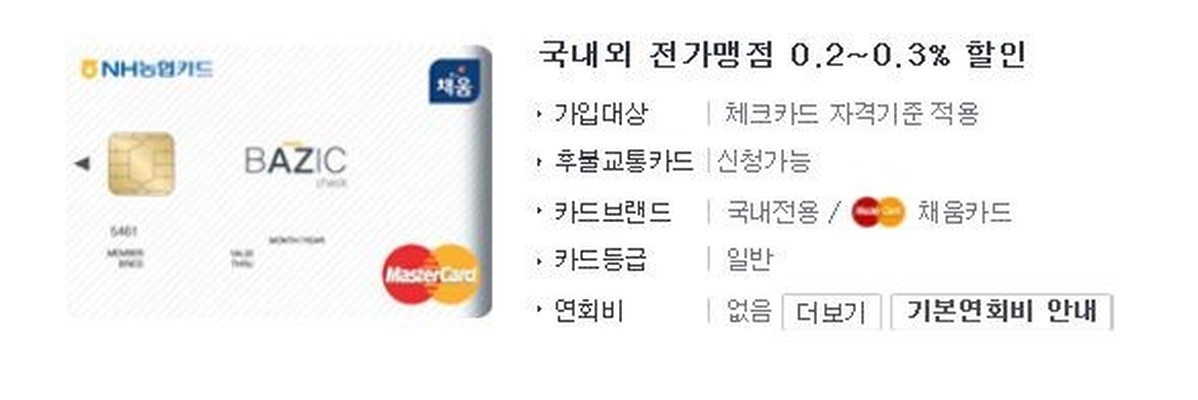 NH농협카드
채움
BAZIC
check
5461
MONTH/YEAR
MEMBER
SINCE
VALID
THRU
MasterCard
국내외 전가맹점 0.2~0.3% 할인
가입대상 | 체크카드 자격기준 적용
후불교통카드 | 신청가능
카드브랜드 | 국내전용 / MasterCard 채움카드
카드등급 | 일반
연회비 | 없음 더보기 기본연회비 안내